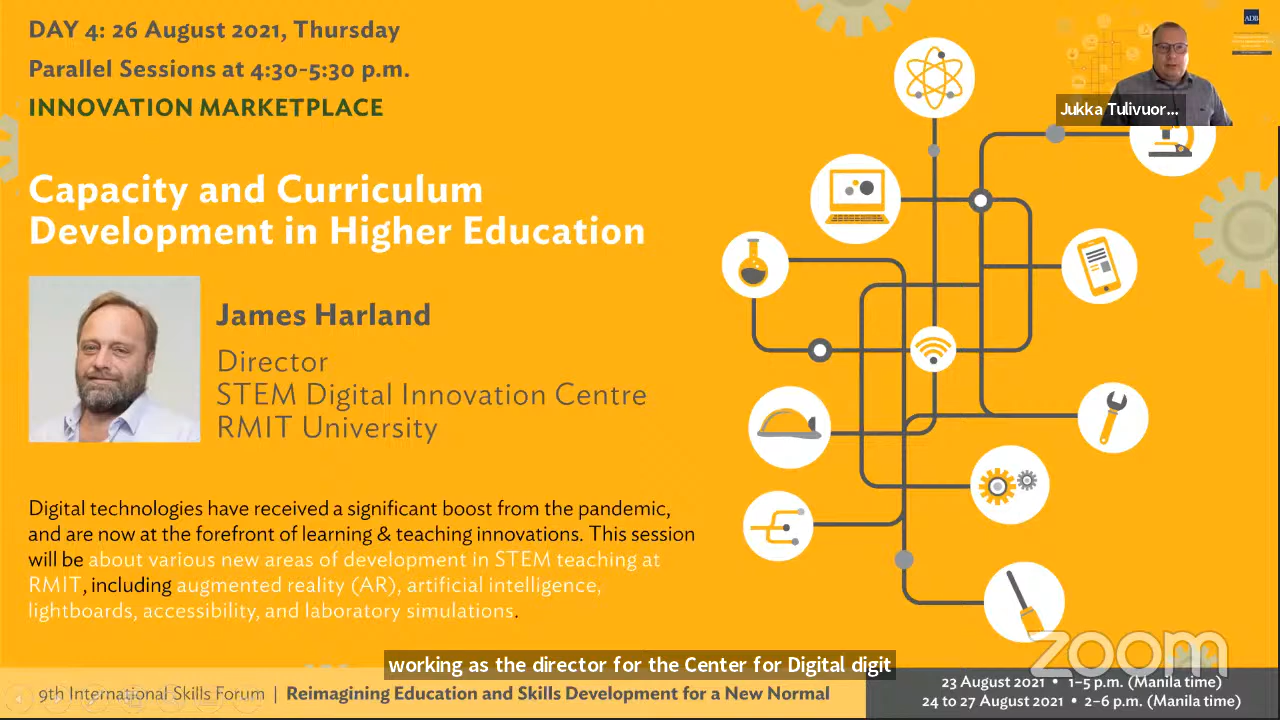 DAY 4: 26 August 2021, Thursday
Parallel Sessions at 4:30-5:30 p.m.
INNOVATION MARKETPLACE
ADB
Jukka Tulivuor...
Capacity and Curriculum
Development in Higher Education
James Harland
Director
STEM Digital Innovation Centre
RMIT University
Digital technologies have received a significant boost from the pandemic,
and are now at the forefront of learning & teaching innovations. This session
will be about various new areas of development in STEM teaching at
RMIT, including augmented reality (AR), artificial intelligence,
lightboards, accessibility, and laboratory simulations.
zoom
working as the director for the Center for Digital digit
9th International Skills Forum | Reimagining Education and Skills Development for a New Normal
23 August 2021 • 1–5 p.m. (Manila time)
24 to 27 August 2021 • 2–6 p.m. (Manila time)